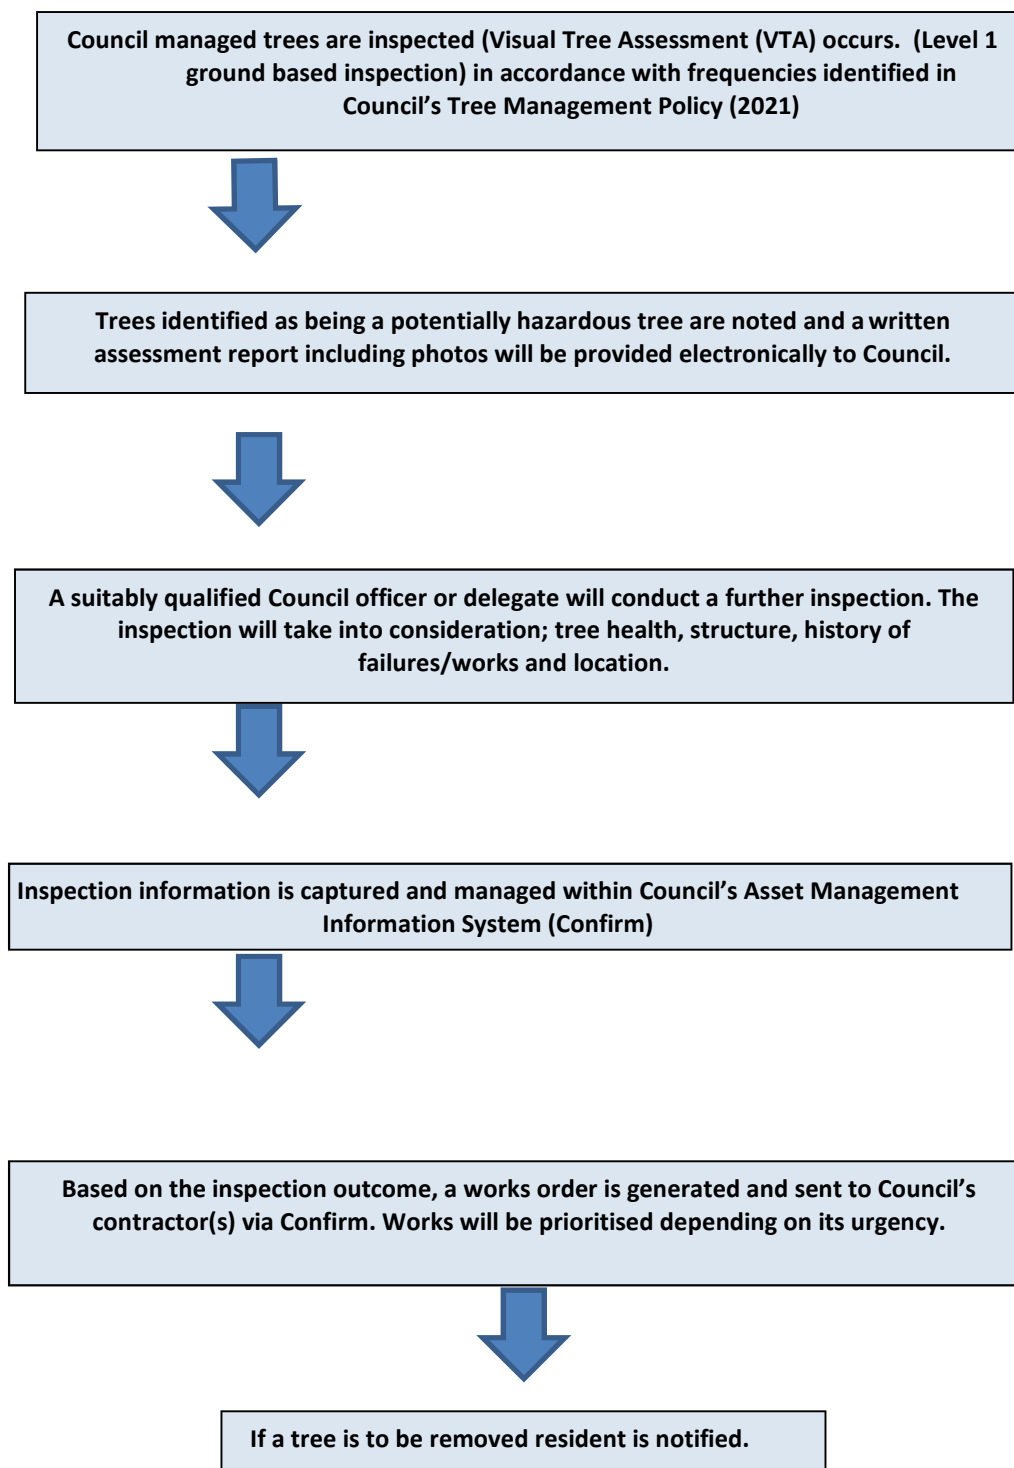 Council managed trees are inspected (Visual Tree Assessment (VTA) occurs.  (Level 1
ground based inspection) in accordance with frequencies identified in
Council’s Tree Management Policy (2021)
Trees identified as being a potentially hazardous tree are noted and a written
assessment report including photos will be provided electronically to Council.
A suitably qualified Council officer or delegate will conduct a further inspection. The
inspection will take into consideration; tree health, structure, history of
failures/works and location.
Inspection information is captured and managed within Council’s Asset Management
Information System (Confirm)
Based on the inspection outcome, a works order is generated and sent to Council’s
contractor(s) via Confirm. Works will be prioritised depending on its urgency.
If a tree is to be removed resident is notified.